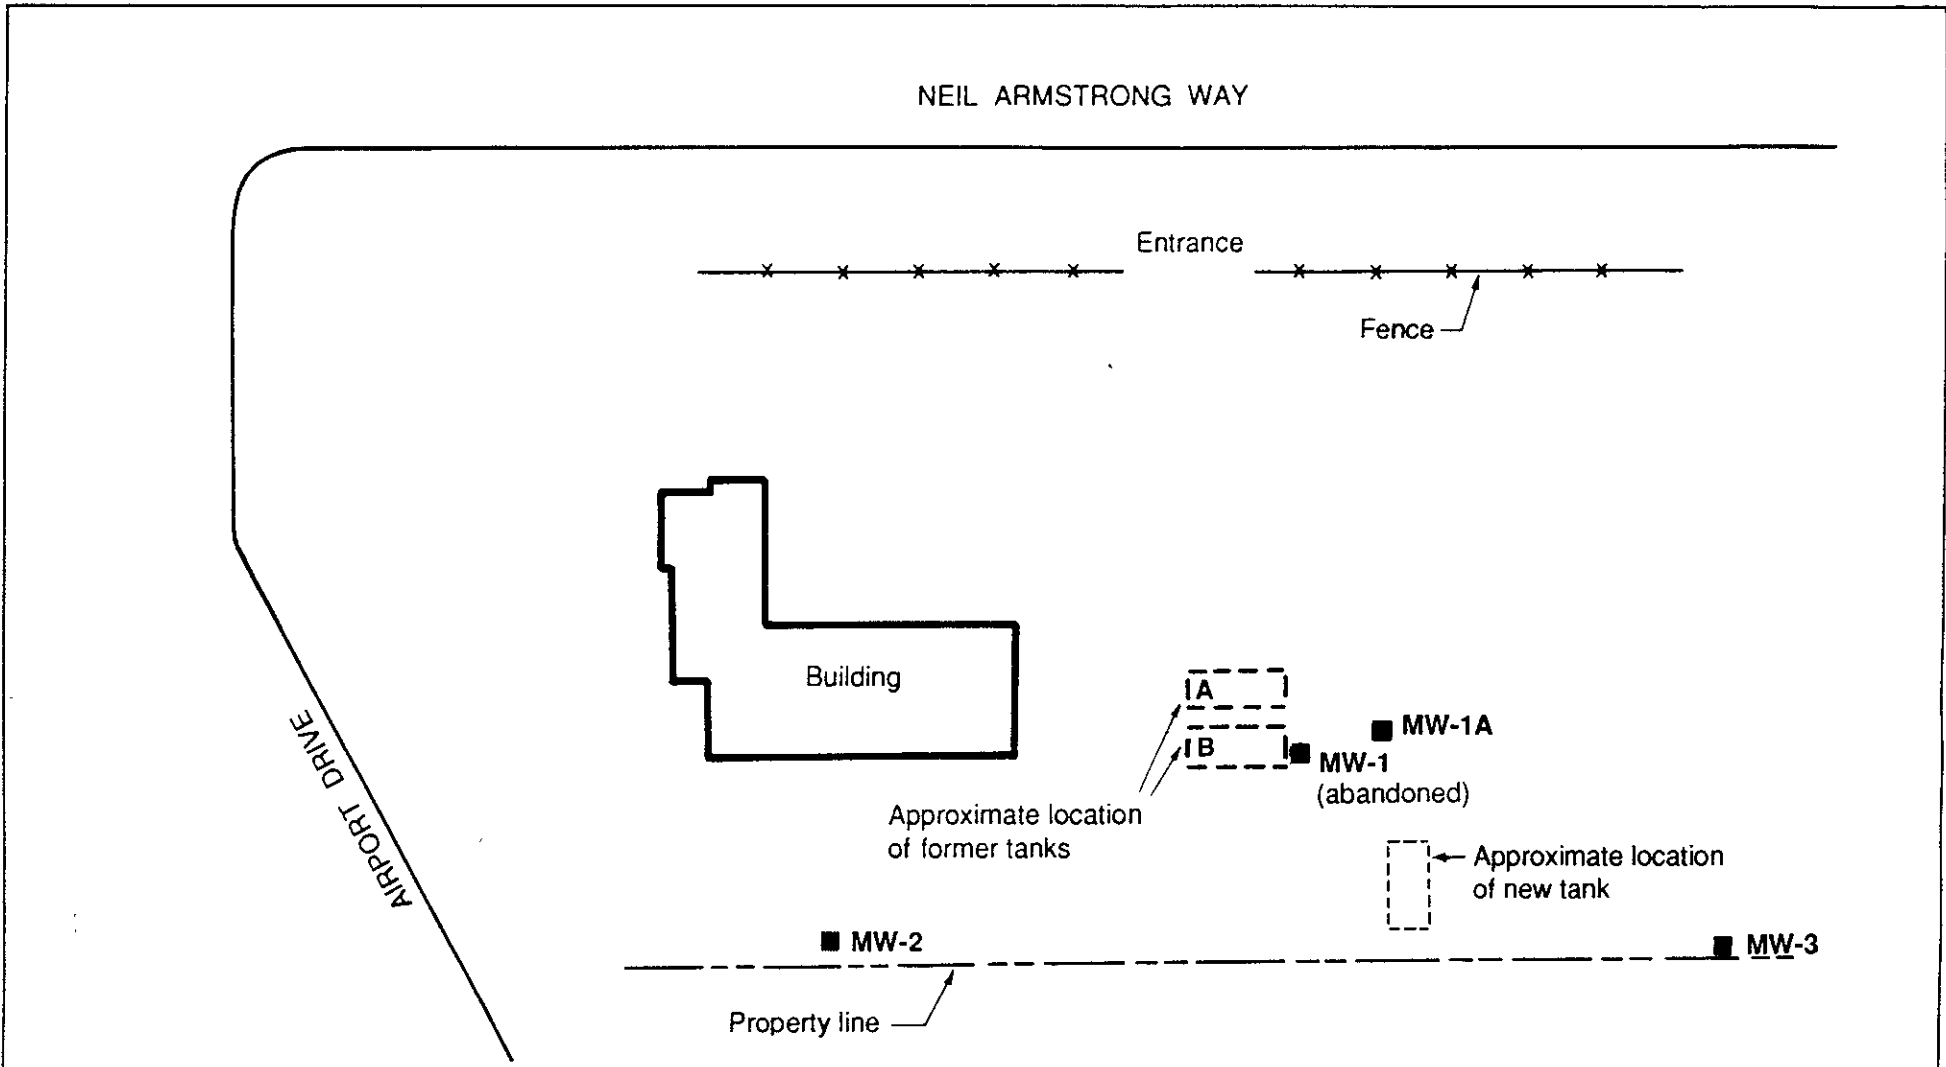 NEIL ARMSTRONG WAY
Entrance
Fence
Building
A
MW-1A
B
MW-1
(abandoned)
AIRPORT DRIVE
Approximate location
of former tanks
Approximate location
of new tank
MW-2
MW-3
Property line